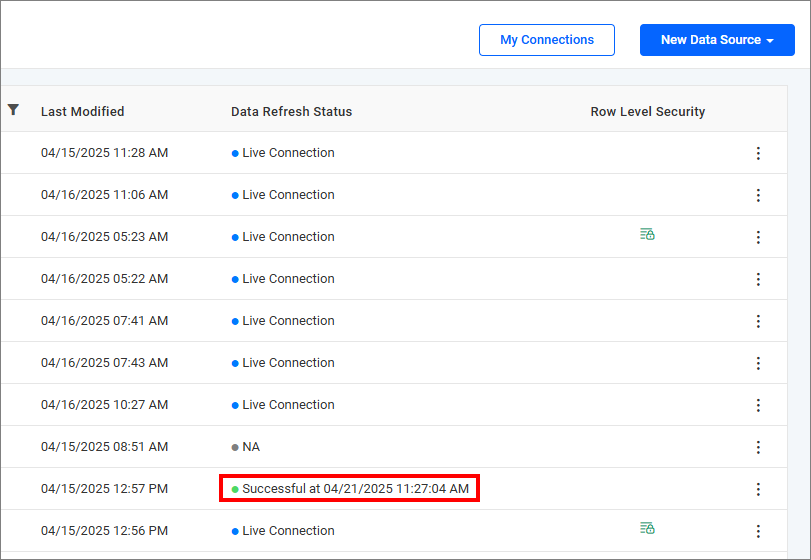 My Connections New Data Source
Last Modified Data Refresh Status Row Level Security
04/15/2025 11:28 AM Live Connection
04/16/2025 11:06 AM Live Connection
04/16/2025 05:23 AM Live Connection
04/16/2025 05:22 AM Live Connection
04/16/2025 07:41 AM Live Connection
04/16/2025 07:43 AM Live Connection
04/16/2025 10:27 AM Live Connection
04/15/2025 08:51 AM NA
04/15/2025 12:57 PM Successful at 04/21/2025 11:27:04 AM
04/15/2025 12:56 PM Live Connection